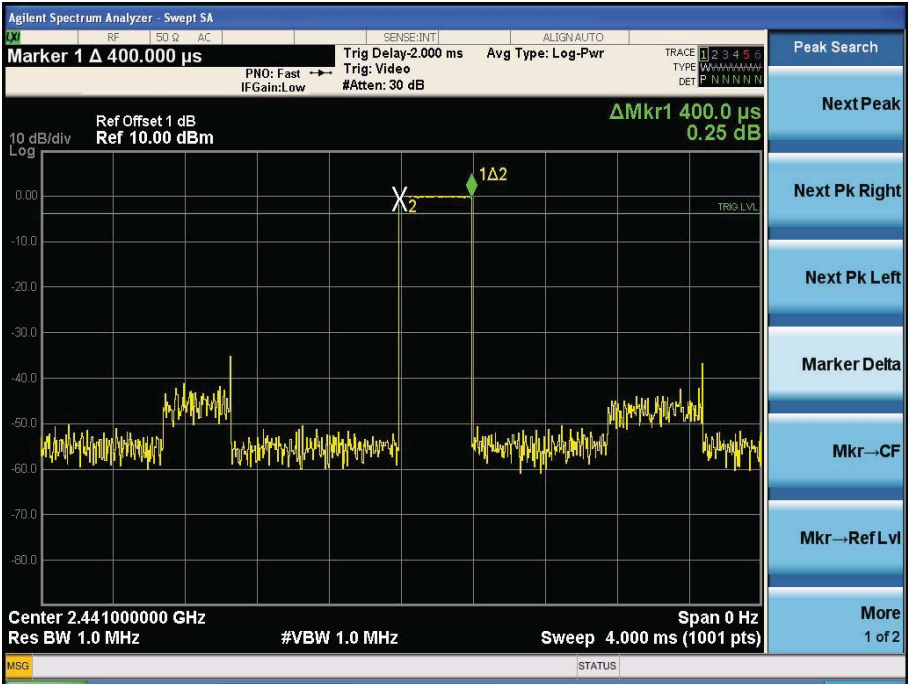 Agilent Spectrum Analyzer - Swept SA
LXI RF 50 Ω AC SENSE:INT ALIGN AUTO
Marker 1 Δ 400.000 µs
PNO: Fast
IFGain:Low
Trig Delay-2.000 ms
Trig: Video
#Atten: 30 dB
Avg Type: Log-Pwr
TRACE 1 2 3 4 5 6
TYPE WWWWWW
DET P N N N N N
Peak Search
ΔMkr1 400.0 µs
0.25 dB
Ref Offset 1 dB
10 dB/div Ref 10.00 dBm
Log
1Δ2
0.00
X2
TRIG LVL
-10.0
-20.0
-30.0
-40.0
-50.0
-60.0
-70.0
-80.0
Center 2.441000000 GHz
Span 0 Hz
Res BW 1.0 MHz
#VBW 1.0 MHz
Sweep 4.000 ms (1001 pts)
MSG
STATUS
Next Peak
Next Pk Right
Next Pk Left
Marker Delta
Mkr→CF
Mkr→Ref Lvl
More
1 of 2